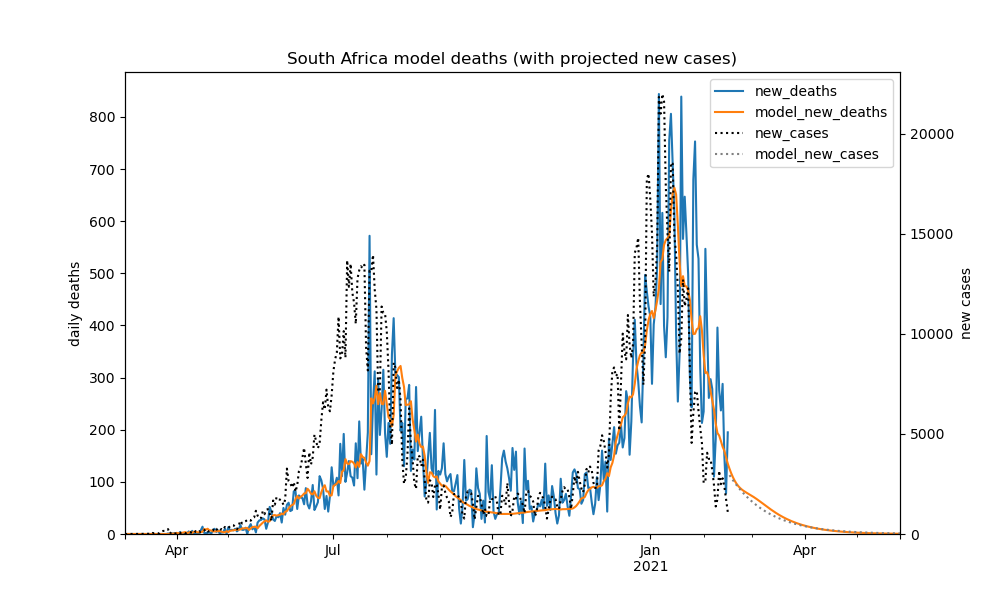 South Africa model deaths (with projected new cases)
new_deaths
model_new_deaths
new_cases
model_new_cases
daily deaths
800
700
600
500
400
300
200
100
0
20000
15000
10000
5000
0
new cases
Apr
Jul
Oct
Jan
2021
Apr